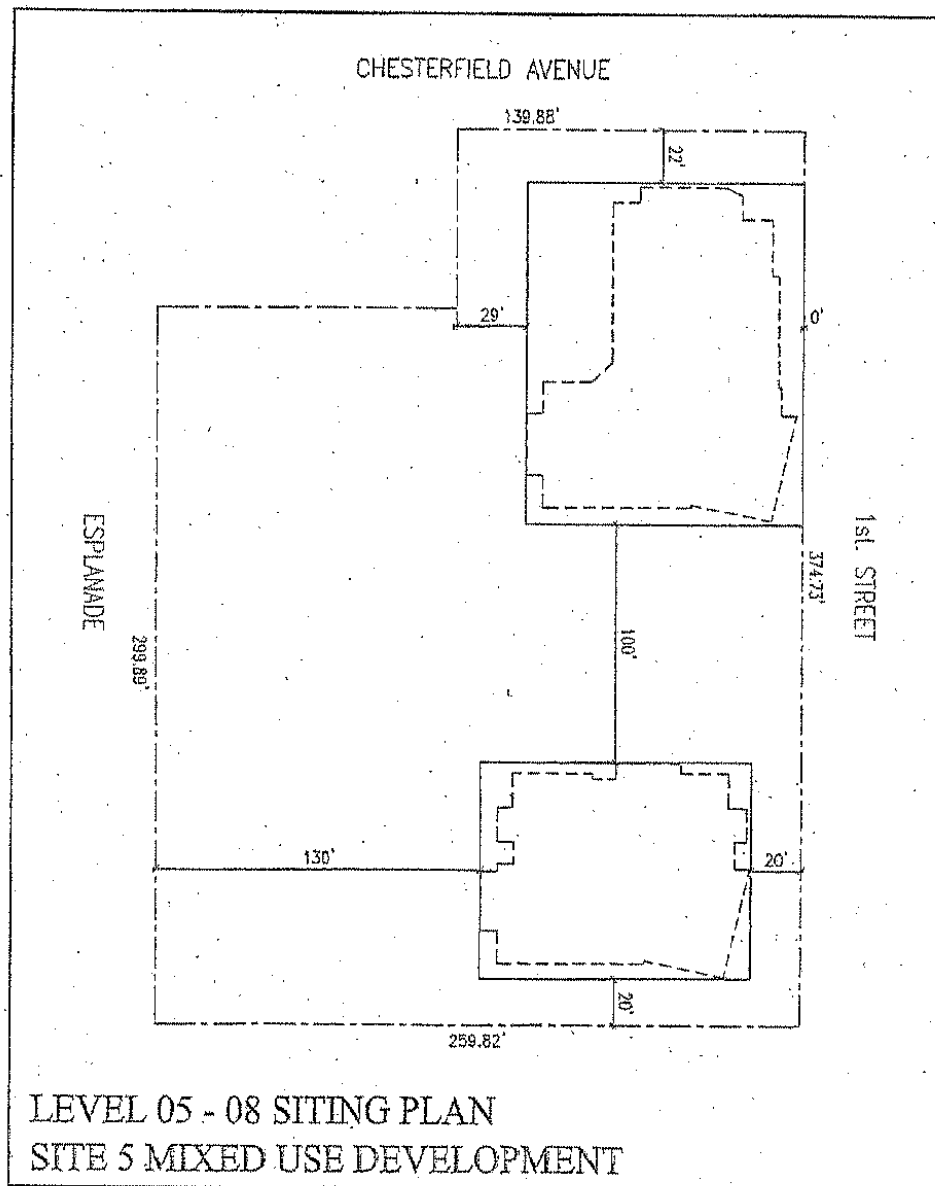 CHESTERFIELD AVENUE
139.88'
22'
29'
0'
ESPLANADE
1st. STREET
374.73'
299.89'
100'
130'
20'
20'
259.82'
LEVEL 05 - 08 SITING PLAN
SITE 5 MIXED USE DEVELOPMENT